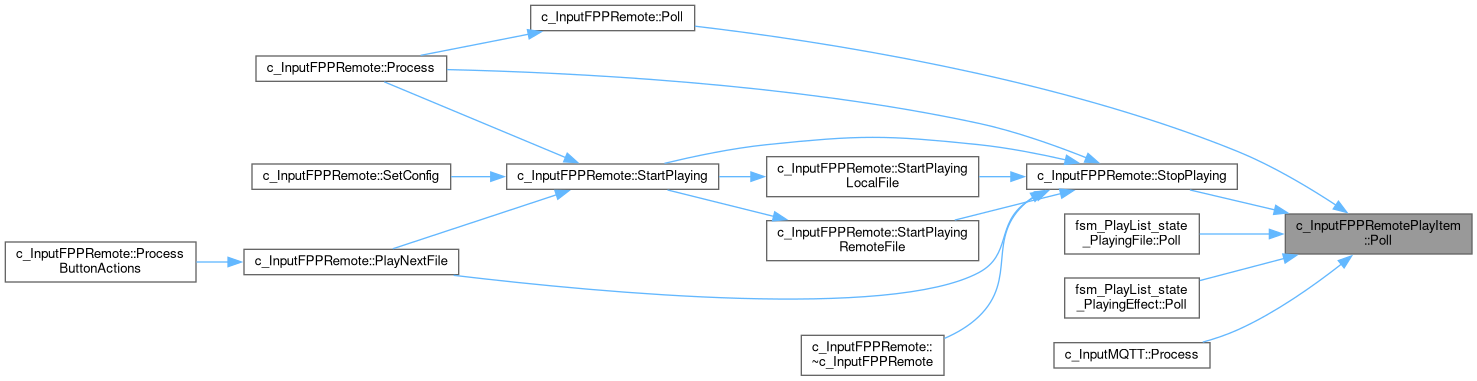 c_InputFPPRemote::Poll
c_InputFPPRemote::Process
c_InputFPPRemote::SetConfig
c_InputFPPRemote::StartPlaying
c_InputFPPRemote::StartPlaying
LocalFile
c_InputFPPRemote::StopPlaying
c_InputFPPRemote::StartPlaying
RemoteFile
fsm_PlayList_state
_PlayingFile::Poll
c_InputFPPRemotePlayItem
::Poll
c_InputFPPRemote::Process
ButtonActions
c_InputFPPRemote::PlayNextFile
fsm_PlayList_state
_PlayingEffect::Poll
c_InputFPPRemote::
~c_InputFPPRemote
c_InputMQTT::Process